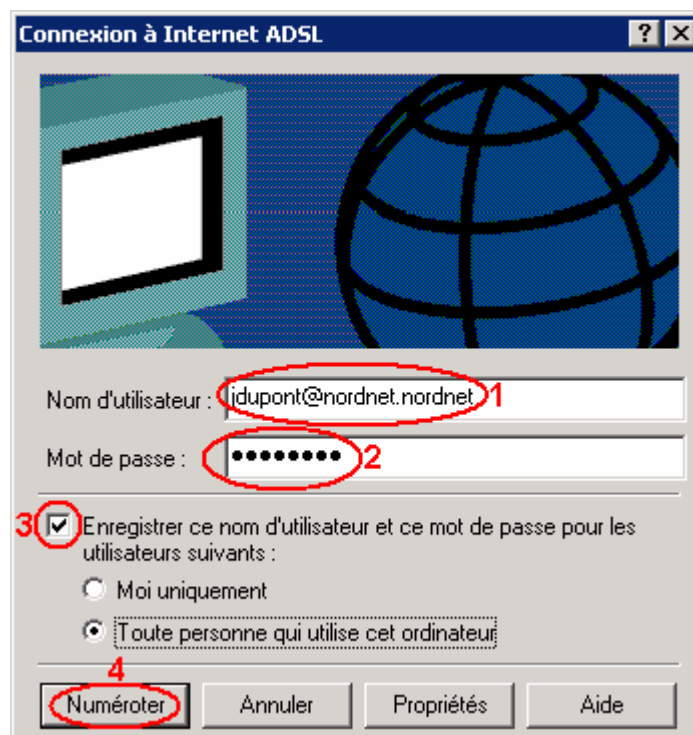 Connexion à Internet ADSL
Nom d'utilisateur : jdupont@nordnet.nordnet 1
Mot de passe : ●●●●●●●● 2
3 Enregistrer ce nom d'utilisateur et ce mot de passe pour les
utilisateurs suivants :
Moi uniquement
Toute personne qui utilise cet ordinateur
4
Numéroter Annuler Propriétés Aide